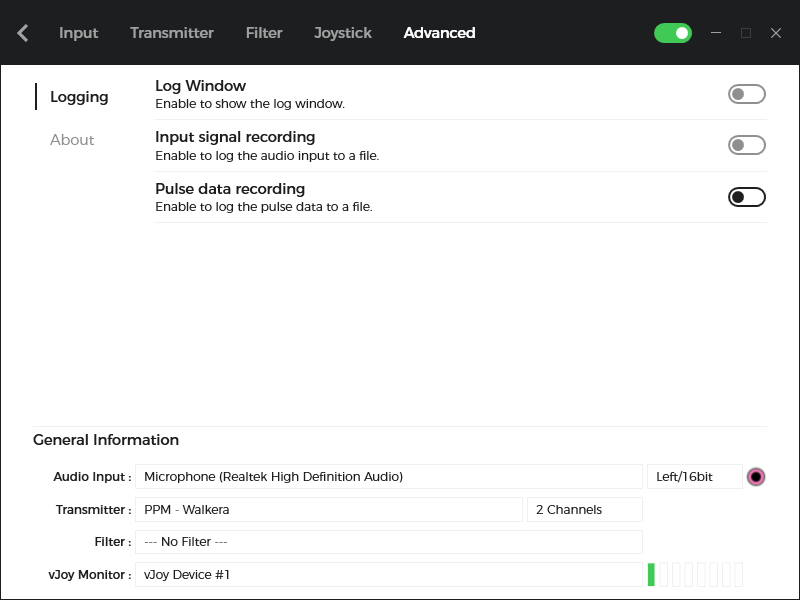 Input Transmitter Filter Joystick Advanced
Logging
About
Log Window
Enable to show the log window.
Input signal recording
Enable to log the audio input to a file.
Pulse data recording
Enable to log the pulse data to a file.
General Information
Audio Input : Microphone (Realtek High Definition Audio) Left/16bit
Transmitter : PPM - Walkera 2 Channels
Filter : --- No Filter ---
vJoy Monitor : vJoy Device #1